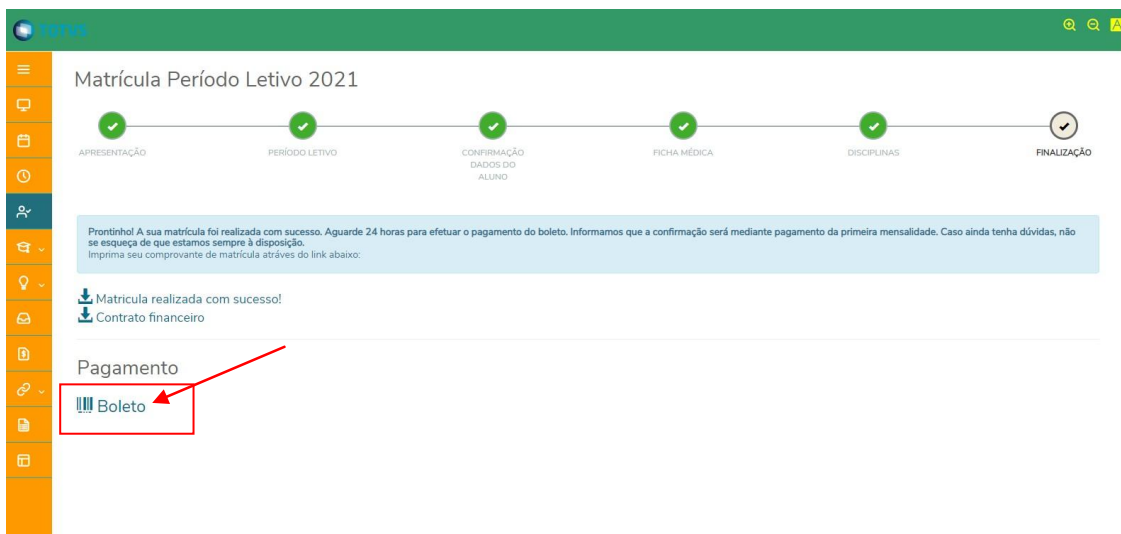 TOTVS
A
Matrícula Período Letivo 2021
APRESENTAÇÃO
PERÍODO LETIVO
CONFIRMAÇÃO
DADOS DO
ALUNO
FICHA MÉDICA
DISCIPLINAS
FINALIZAÇÃO
Prontinho! A sua matrícula foi realizada com sucesso. Aguarde 24 horas para efetuar o pagamento do boleto. Informamos que a confirmação será mediante pagamento da primeira mensalidade. Caso ainda tenha dúvidas, não
se esqueça de que estamos sempre à disposição.
Imprima seu comprovante de matrícula atráves do link abaixo:
Matricula realizada com sucesso!
Contrato financeiro
Pagamento
Boleto